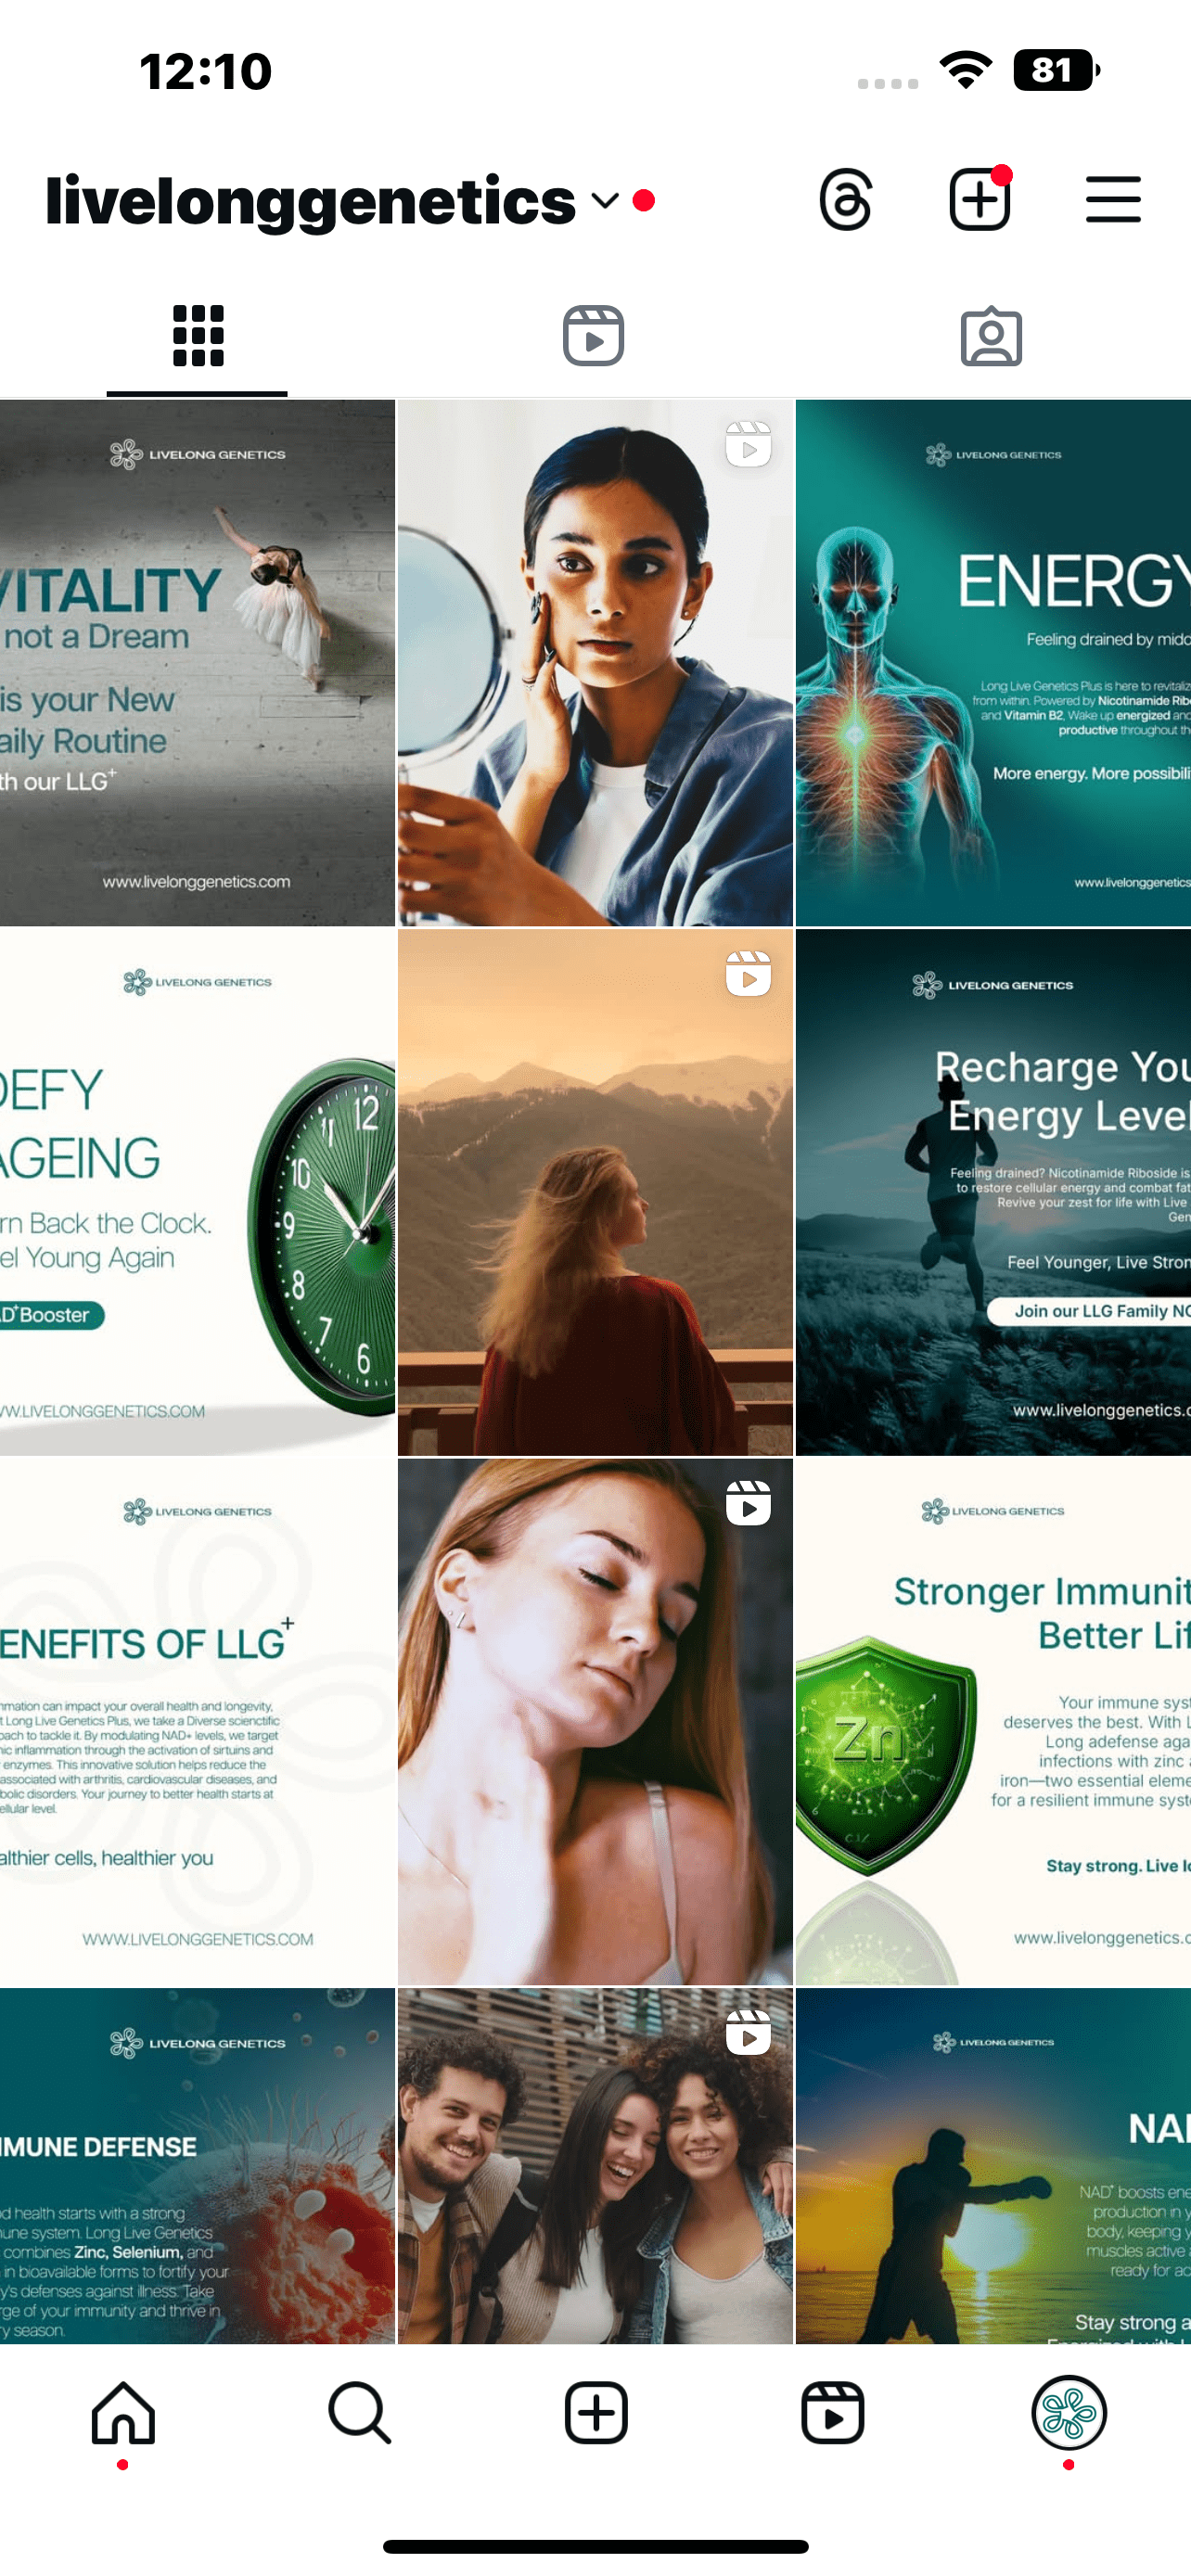 12:10
81
livelonggenetics
LIVELONG GENETICS
VITALITY
not a Dream
is your New
aily Routine
th our LLG+
www.livelonggenetics.com
LIVELONG GENETICS
ENERGY
Feeling drained by midd
Long Live Genetics Plus is here to revitaliz
from within. Powered by Nicotinamide Ribo
and Vitamin B2, Wake up energized and
productive throughout th
More energy. More possibili
www.livelonggenetics
LIVELONG GENETICS
DEFY
AGEING
rn Back the Clock.
el Young Again
D+Booster
WW.LIVELONGGENETICS.COM
12
11
10
9
8
7
6
LIVELONG GENETICS
Recharge You
Energy Level
Feeling drained? Nicotinamide Riboside is
to restore cellular energy and combat fat
Revive your zest for life with Live
Gen
Feel Younger, Live Stron
Join our LLG Family NO
www.livelonggenetics.c
LIVELONG GENETICS
ENEFITS OF LLG+
mmation can impact your overall health and longevity,
t Long Live Genetics Plus, we take a Diverse scienctific
oach to tackle it. By modulating NAD+ levels, we target
nic inflammation through the activation of sirtuins and
enzymes. This innovative solution helps reduce the
associated with arthritis, cardiovascular diseases, and
bolic disorders. Your journey to better health starts at
ellular level.
althier cells, healthier you
WWW.LIVELONGGENETICS.COM
LIVELONG GENETICS
Stronger Immunit
Better Lif
Zn
Your immune syst
deserves the best. With L
Long adefense aga
infections with zinc a
iron—two essential eleme
for a resilient immune syst
Stay strong. Live lo
www.livelonggenetics.c
LIVELONG GENETICS
MUNE DEFENSE
d health starts with a strong
une system. Long Live Genetics
combines Zinc, Selenium, and
in bioavailable forms to fortify your
y's defenses against illness. Take
rge of your immunity and thrive in
ry season.
LIVELONG GENETICS
NA
NAD+ boosts ene
production in y
body, keeping y
muscles active a
ready for ac
Stay strong a